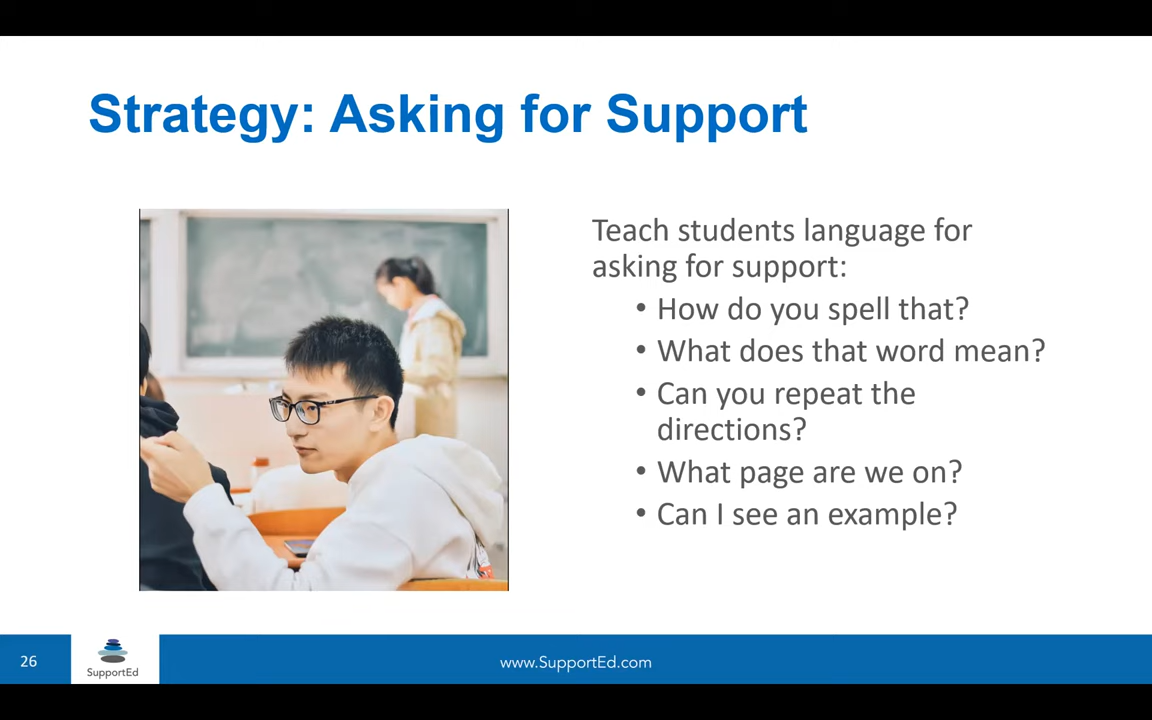 Strategy: Asking for Support
Teach students language for
asking for support:
• How do you spell that?
• What does that word mean?
• Can you repeat the
directions?
• What page are we on?
• Can I see an example?
26
SupportEd
www.SupportEd.com